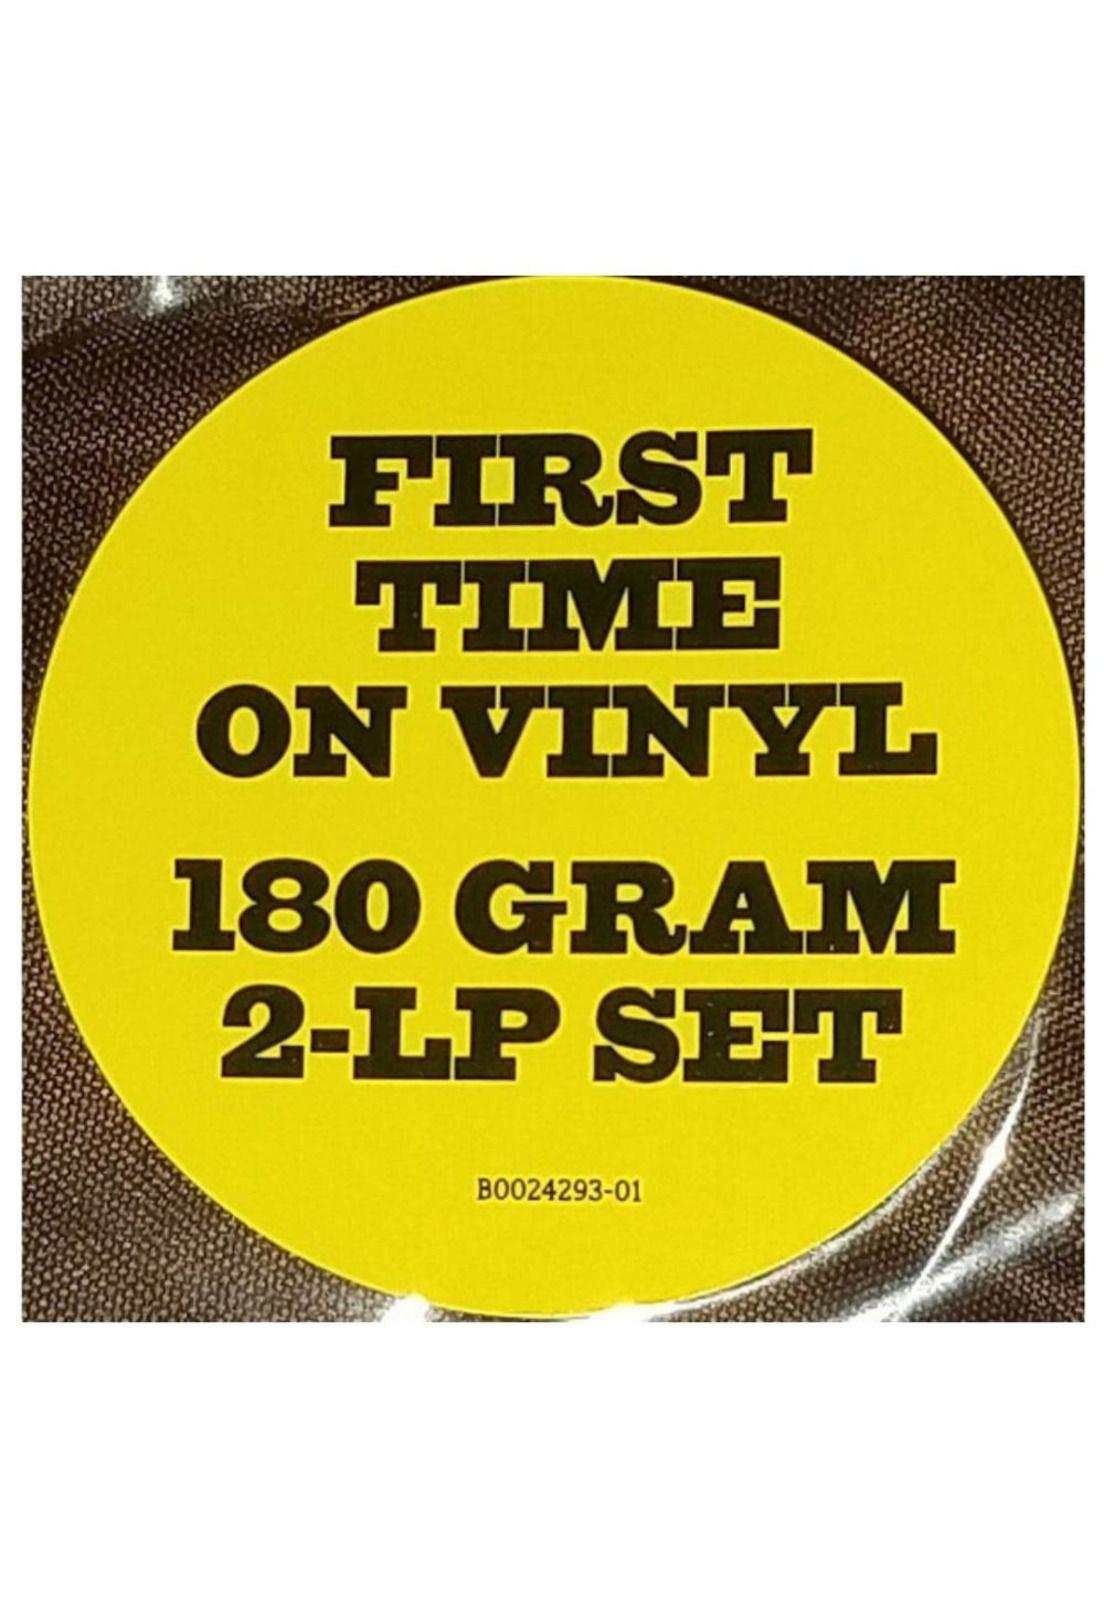 FIRST
TIME
ON VINYL
180 GRAM
2-LP SET
B0024293-01